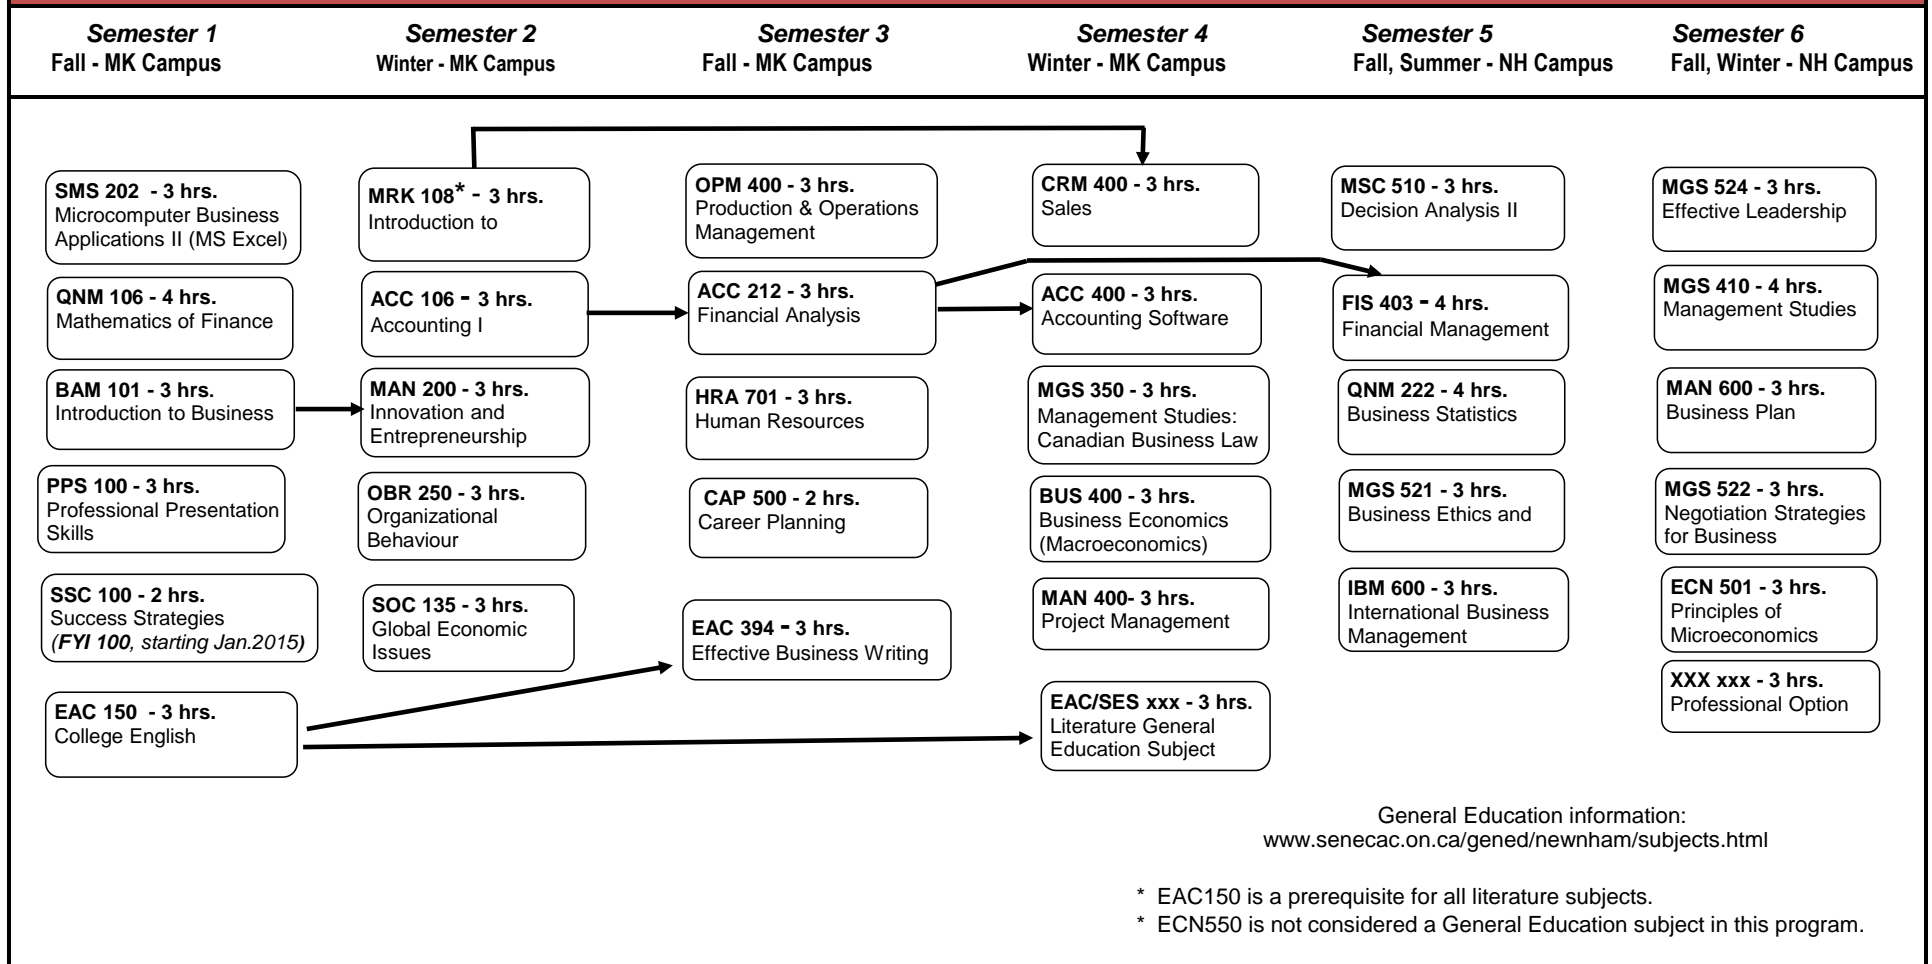 Semester 1
Fall - MK Campus
Semester 2
Winter - MK Campus
Semester 3
Fall - MK Campus
Semester 4
Winter - MK Campus
Semester 5
Fall, Summer - NH Campus
Semester 6
Fall, Winter - NH Campus
SMS 202 - 3 hrs.
Microcomputer Business
Applications II (MS Excel)
QNM 106 - 4 hrs.
Mathematics of Finance
BAM 101 - 3 hrs.
Introduction to Business
PPS 100 - 3 hrs.
Professional Presentation
Skills
SSC 100 - 2 hrs.
Success Strategies
(FYI 100, starting Jan.2015)
EAC 150 - 3 hrs.
College English
MRK 108* - 3 hrs.
Introduction to
ACC 106 - 3 hrs.
Accounting I
MAN 200 - 3 hrs.
Innovation and
Entrepreneurship
OBR 250 - 3 hrs.
Organizational
Behaviour
SOC 135 - 3 hrs.
Global Economic
Issues
OPM 400 - 3 hrs.
Production & Operations
Management
ACC 212 - 3 hrs.
Financial Analysis
HRA 701 - 3 hrs.
Human Resources
CAP 500 - 2 hrs.
Career Planning
EAC 394 - 3 hrs.
Effective Business Writing
CRM 400 - 3 hrs.
Sales
ACC 400 - 3 hrs.
Accounting Software
MGS 350 - 3 hrs.
Management Studies:
Canadian Business Law
BUS 400 - 3 hrs.
Business Economics
(Macroeconomics)
MAN 400- 3 hrs.
Project Management
EAC/SES xxx - 3 hrs.
Literature General
Education Subject
MSC 510 - 3 hrs.
Decision Analysis II
FIS 403 - 4 hrs.
Financial Management
QNM 222 - 4 hrs.
Business Statistics
MGS 521 - 3 hrs.
Business Ethics and
IBM 600 - 3 hrs.
International Business
Management
MGS 524 - 3 hrs.
Effective Leadership
MGS 410 - 4 hrs.
Management Studies
MAN 600 - 3 hrs.
Business Plan
MGS 522 - 3 hrs.
Negotiation Strategies
for Business
ECN 501 - 3 hrs.
Principles of
Microeconomics
XXX xxx - 3 hrs.
Professional Option
General Education information:
www.senecac.on.ca/gened/newnham/subjects.html
* EAC150 is a prerequisite for all literature subjects.
* ECN550 is not considered a General Education subject in this program.